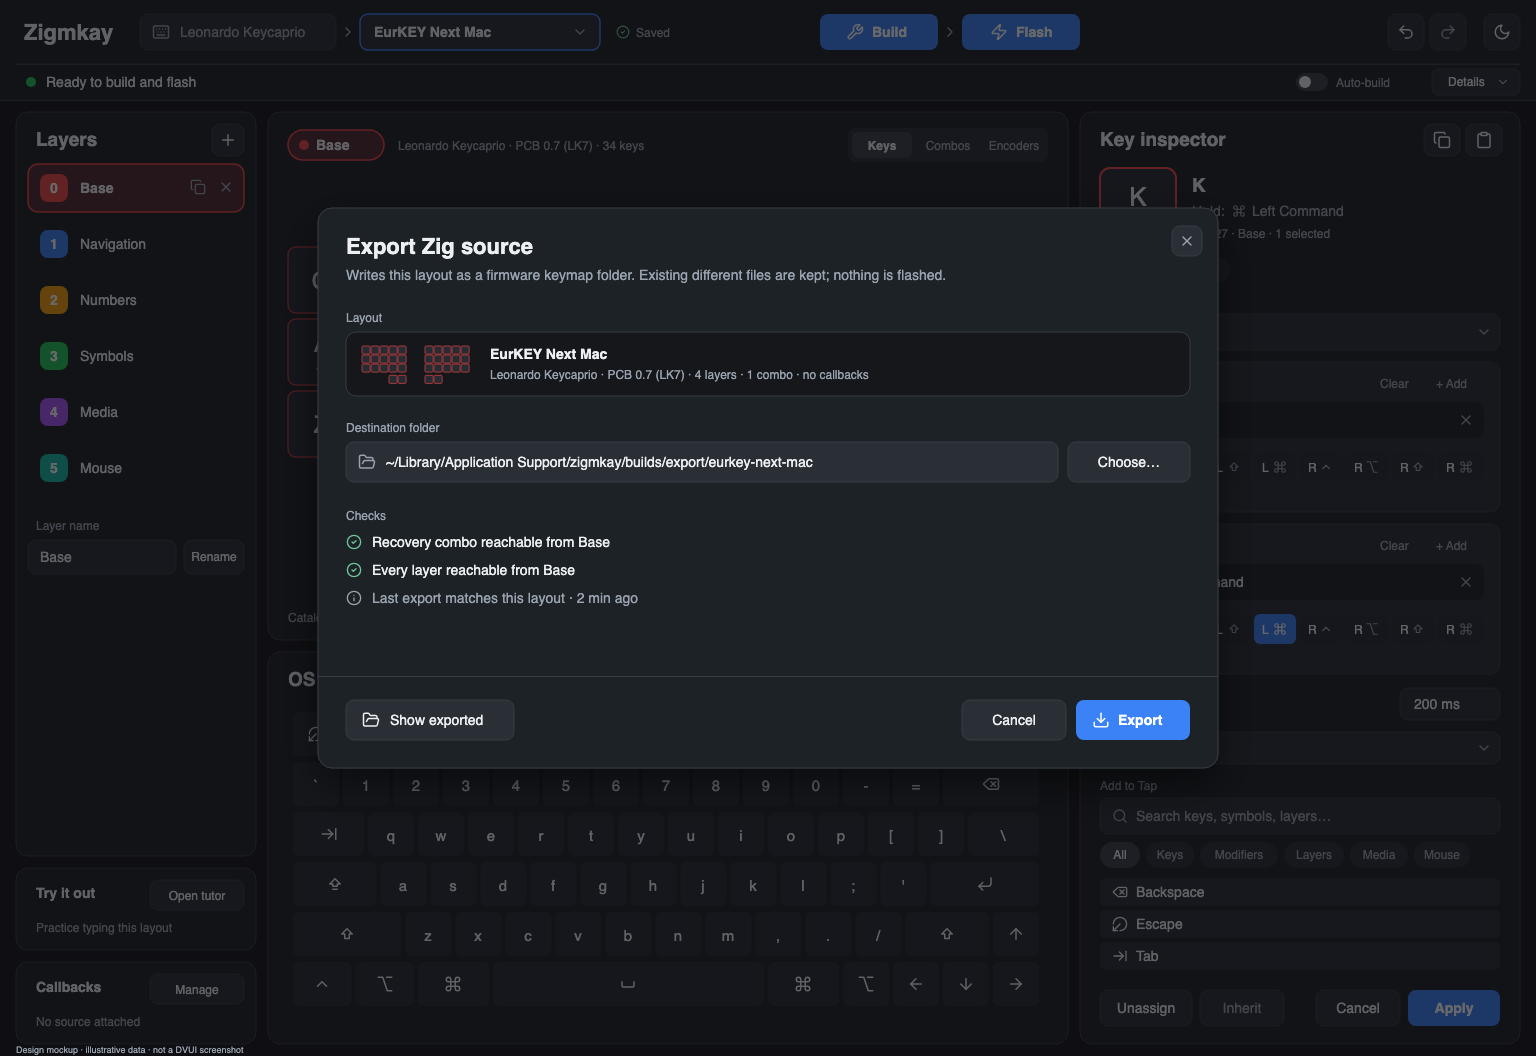 Zigmkay
Leonardo Keycaprio
EurKEY Next Mac
Saved
Build
Flash
Ready to build and flash
Auto-build
Details
Layers
+
0 Base
1 Navigation
2 Numbers
3 Symbols
4 Media
5 Mouse
Layer name
Base
Rename
Try it out
Open tutor
Practice typing this layout
Callbacks
Manage
No source attached
Base
Leonardo Keycaprio · PCB 0.7 (LK7) · 34 keys
Keys
Combos
Encoders
Export Zig source
Writes this layout as a firmware keymap folder. Existing different files are kept; nothing is flashed.
Layout
EurKEY Next Mac
Leonardo Keycaprio · PCB 0.7 (LK7) · 4 layers · 1 combo · no callbacks
Destination folder
~/Library/Application Support/zigmkay/builds/export/eurkey-next-mac
Choose…
Checks
Recovery combo reachable from Base
Every layer reachable from Base
Last export matches this layout · 2 min ago
Show exported
Cancel
Export
OS
` 1 2 3 4 5 6 7 8 9 0 - = ⌫
⇥ q w e r t y u i o p [ ] \
⇪ a s d f g h j k l ; ' ↵
⇧ z x c v b n m , . / ⇧ ↑
⌃ ⌥ ⌘ ⌘ ⌥ ← ↓ →
Key inspector
K
K
⌘ Left Command
27 · Base · 1 selected
Clear
+ Add
L ⇧ L ⌘ R ⌃ R ⌥ R ⇧ R ⌘
Clear
+ Add
L ⇧ L ⌘ R ⌃ R ⌥ R ⇧ R ⌘
200 ms
Add to Tap
Search keys, symbols, layers…
All
Keys
Modifiers
Layers
Media
Mouse
Backspace
Escape
Tab
Unassign
Inherit
Cancel
Apply
Design mockup · illustrative data · not a DVUI screenshot